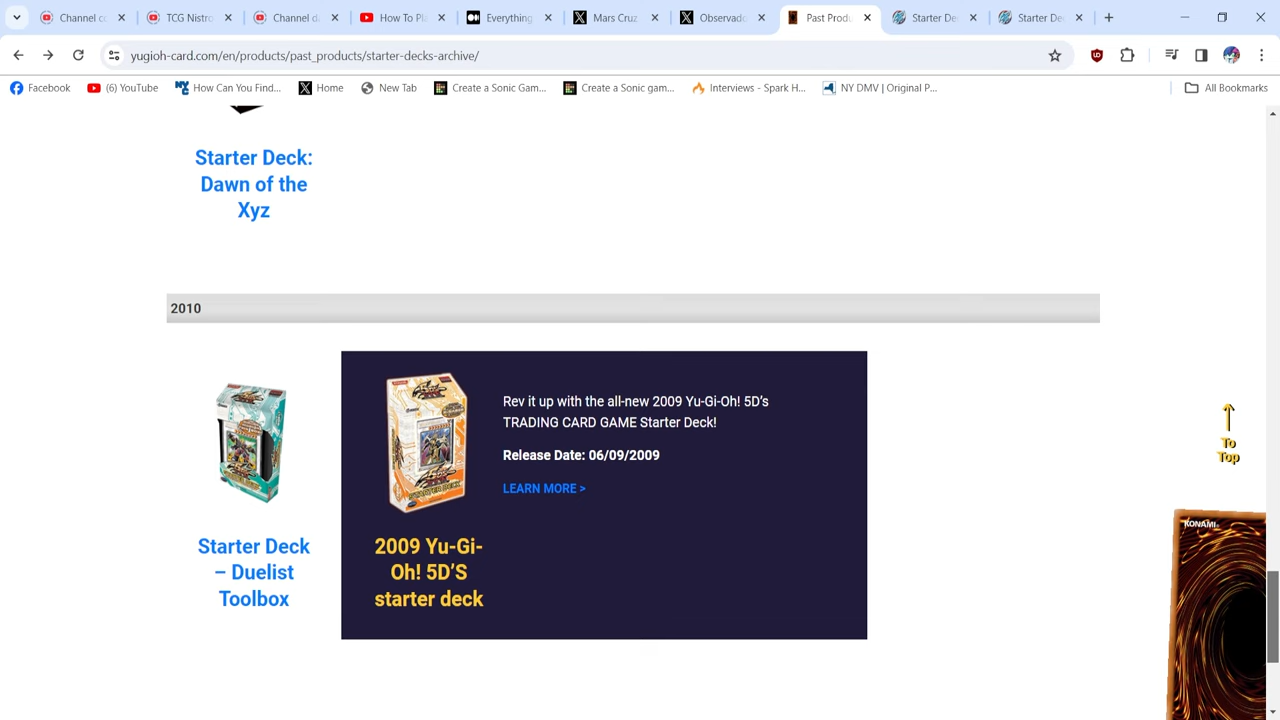 Channel co
TCG Nistro
Channel da
How To Pla
Everything
Mars Cruz
Observado
Past Produ
Starter De
Starter De
yugioh-card.com/en/products/past_products/starter-decks-archive/
Facebook
(6) YouTube
How Can You Find...
Home
New Tab
Create a Sonic Gam...
Create a Sonic gam...
Interviews - Spark H...
NY DMV | Original P...
All Bookmarks
Starter Deck:
Dawn of the
Xyz
2010
Rev it up with the all-new 2009 Yu-Gi-Oh! 5D’s
TRADING CARD GAME Starter Deck!
Release Date: 06/09/2009
LEARN MORE >
Starter Deck
– Duelist
Toolbox
2009 Yu-Gi-
Oh! 5D’S
starter deck
To
Top
KONAMI